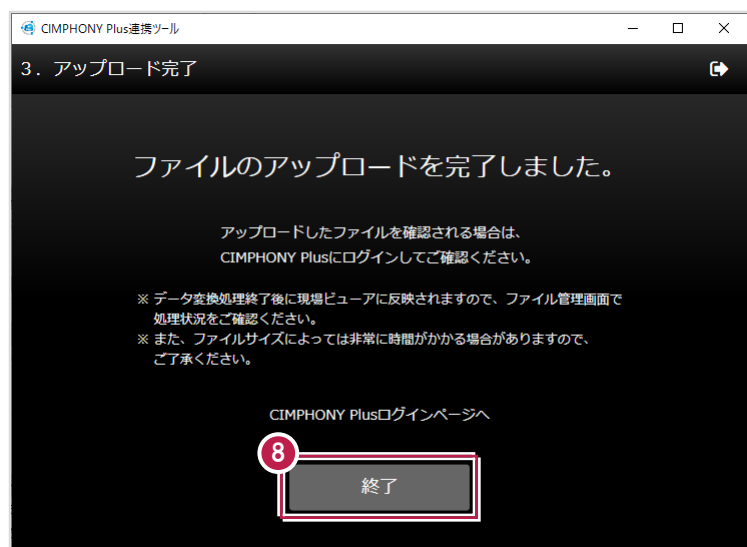 CIMPHONY Plus連携ツール
3．アップロード完了
ファイルのアップロードを完了しました。
アップロードしたファイルを確認される場合は、
CIMPHONY Plusにログインしてご確認ください。
※ データ変換処理終了後に現場ビューアに反映されますので、ファイル管理画面で
処理状況をご確認ください。
※ また、ファイルサイズによっては非常に時間がかかる場合がありますので、
ご了承ください。
CIMPHONY Plusログインページへ
8
終了